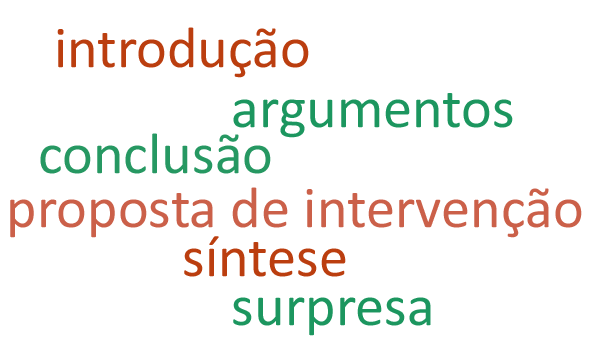 introdução
argumentos
conclusão
proposta de intervenção
síntese
surpresa